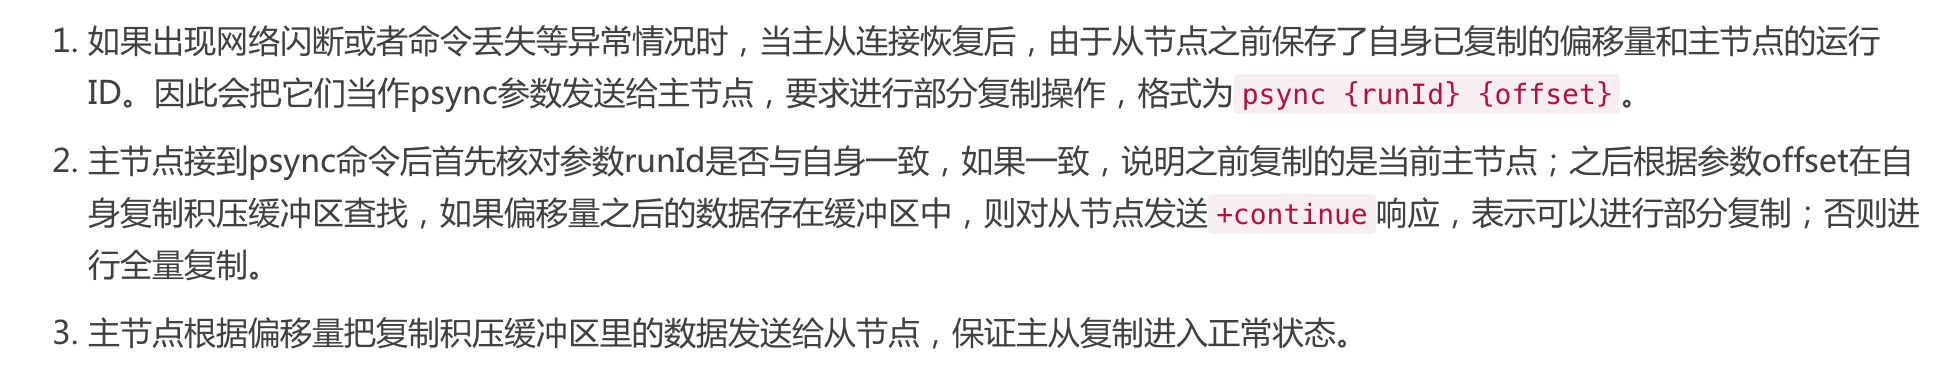 1. 如果出现网络闪断或者命令丢失等异常情况时，当主从连接恢复后，由于从节点之前保存了自身已复制的偏移量和主节点的运行
ID。因此会把它们当作psync参数发送给主节点，要求进行部分复制操作，格式为 psync {runId} {offset} 。
2. 主节点接到psync命令后首先核对参数runId是否与自身一致，如果一致，说明之前复制的是当前主节点；之后根据参数offset在自
身复制积压缓冲区查找，如果偏移量之后的数据存在缓冲区中，则对从节点发送 +continue 响应，表示可以进行部分复制；否则进
行全量复制。
3. 主节点根据偏移量把复制积压缓冲区里的数据发送给从节点，保证主从复制进入正常状态。